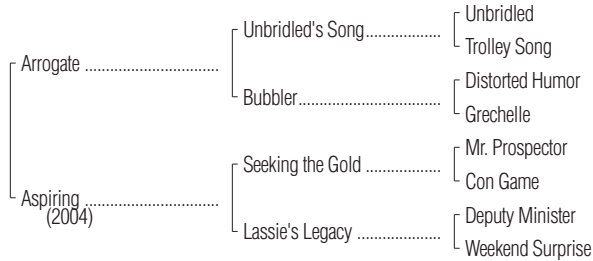 Unbridled
Unbridled's Song..................
Trolley Song
Arrogate ................................
Distorted Humor
Bubbler..................................
Grechelle
Mr. Prospector
Seeking the Gold ..................
Con Game
Aspiring ................................
(2004)
Deputy Minister
Lassie's Legacy ....................
Weekend Surprise